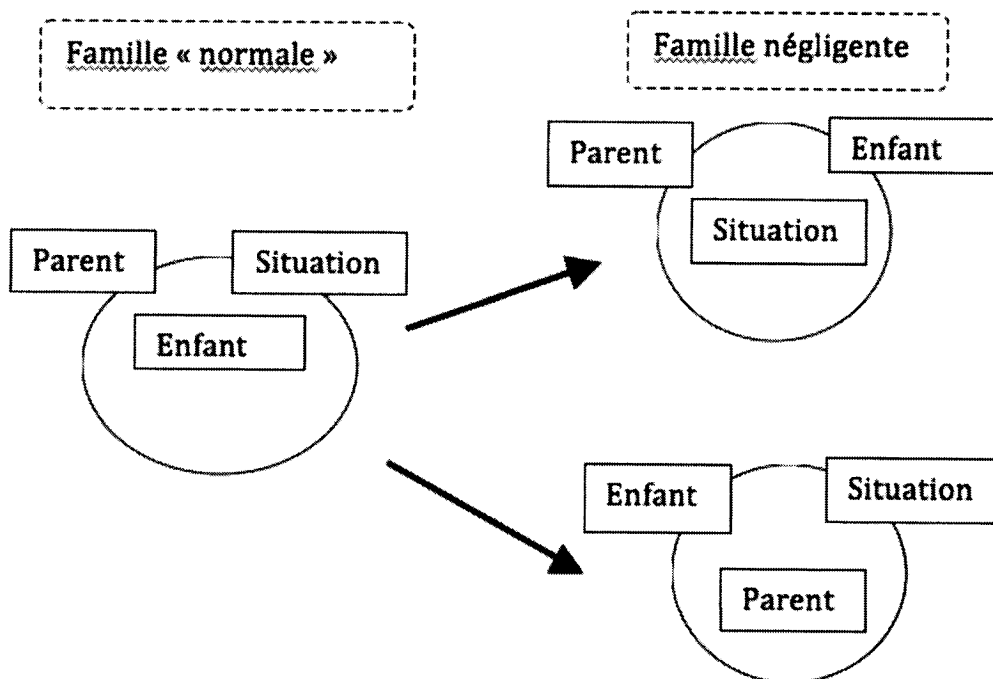 Famille « normale »
Famille négligente
Parent
Situation
Enfant
Parent
Enfant
Situation
Enfant
Situation
Parent